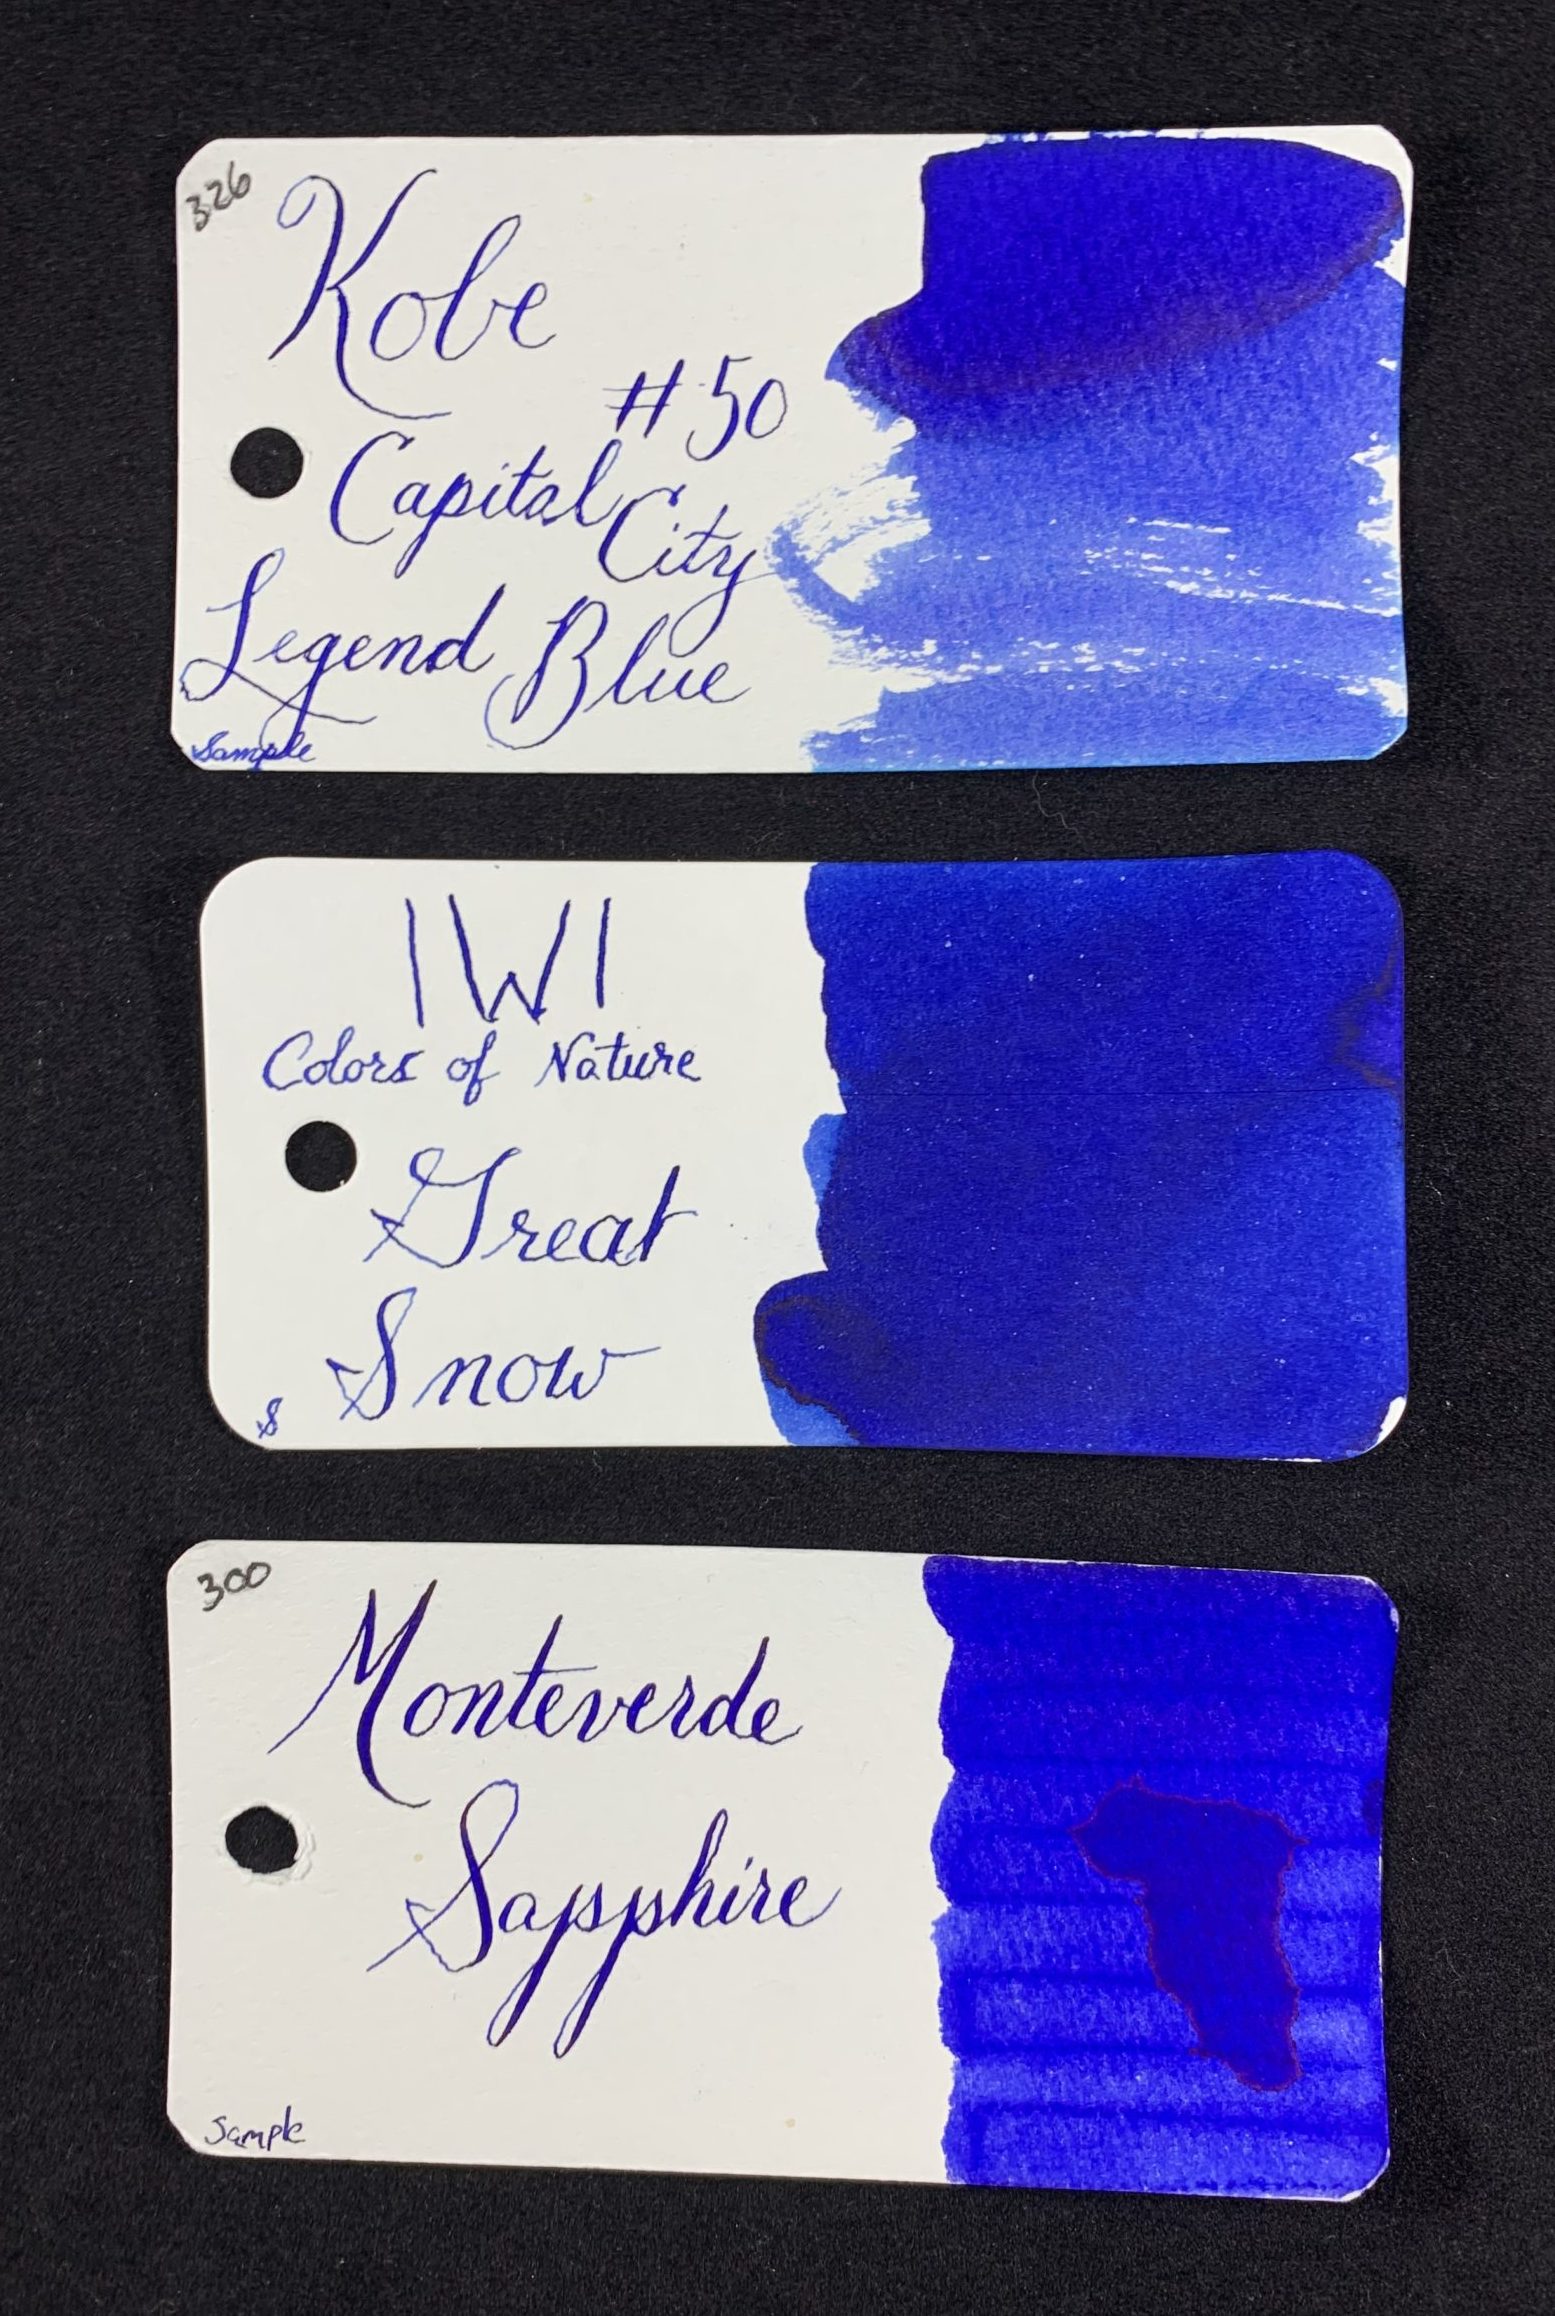 326
Kobe
#50
Capital City
Legend Blue
Sample
IWI
Colors of Nature
Great
Snow
S
300
Monteverde
Sapphire
Sample